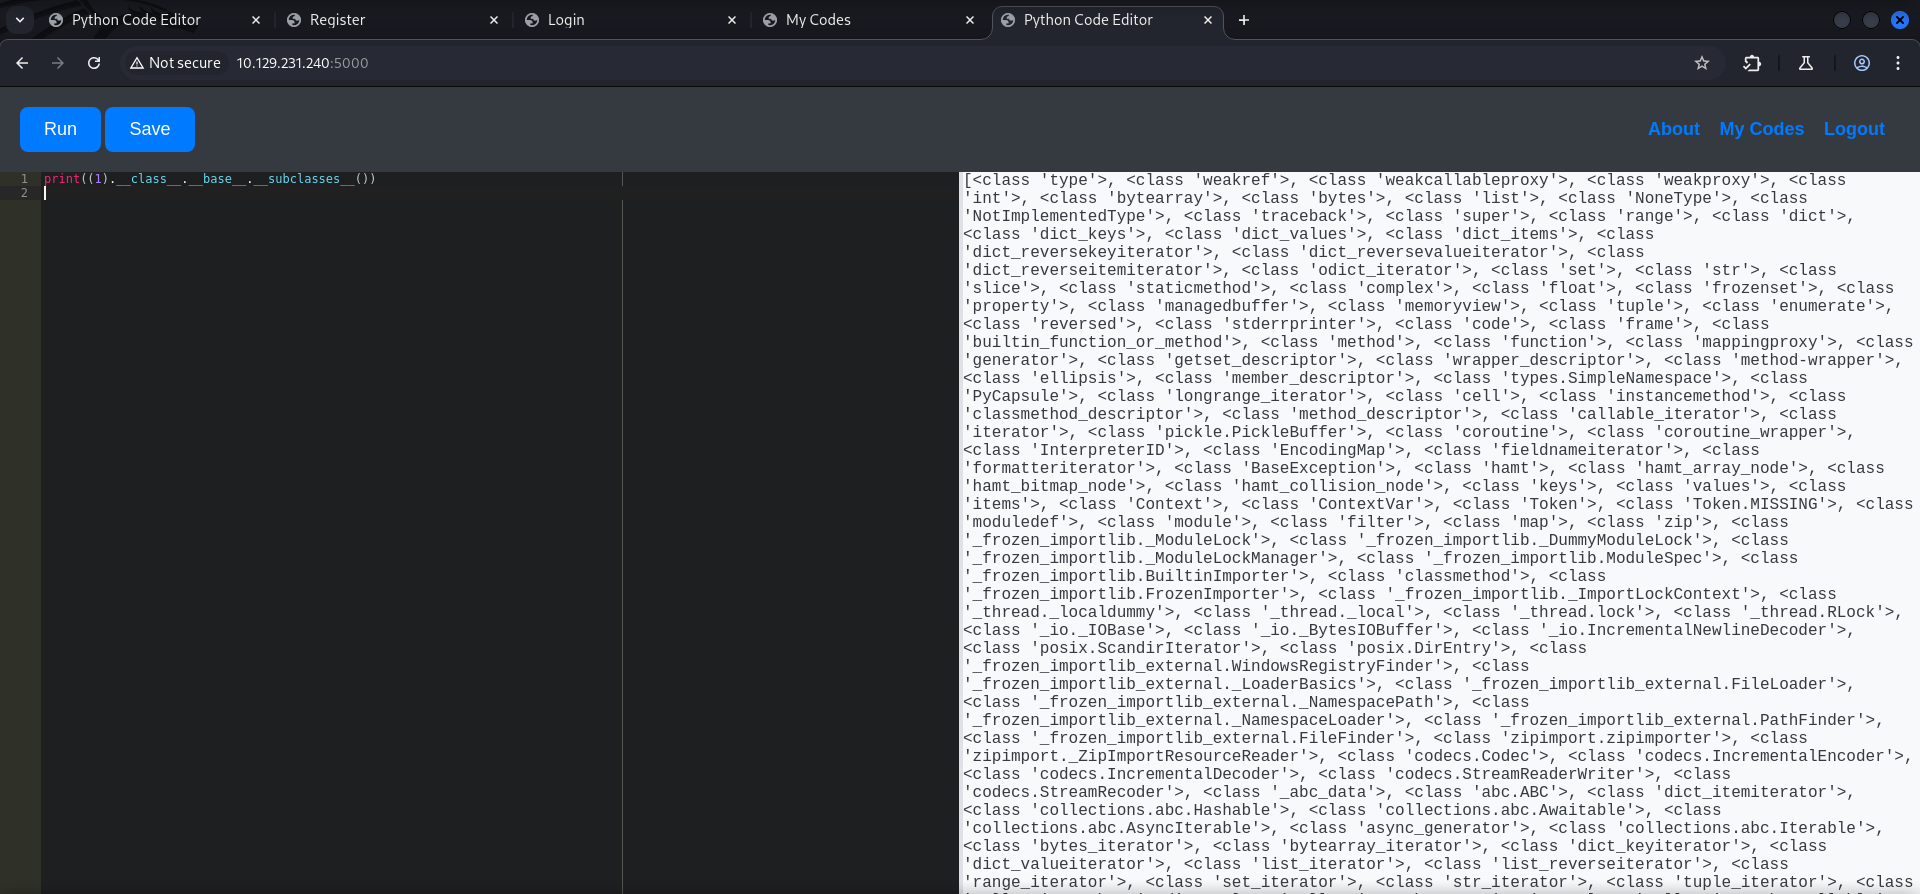 Python Code Editor
Register
Login
My Codes
Python Code Editor
Not secure 10.129.231.240:5000
Run Save About My Codes Logout
1 print((1).__class__.__base__.__subclasses__())
2
[<class 'type'>, <class 'weakref'>, <class 'weakcallableproxy'>, <class 'weakproxy'>, <class
'int'>, <class 'bytearray'>, <class 'bytes'>, <class 'list'>, <class 'NoneType'>, <class
'NotImplementedType'>, <class 'traceback'>, <class 'super'>, <class 'range'>, <class 'dict'>,
<class 'dict_keys'>, <class 'dict_values'>, <class 'dict_items'>, <class
'dict_reversekeyiterator'>, <class 'dict_reversevalueiterator'>, <class
'dict_reverseitemiterator'>, <class 'odict_iterator'>, <class 'set'>, <class 'str'>, <class
'slice'>, <class 'staticmethod'>, <class 'complex'>, <class 'float'>, <class 'frozenset'>, <class
'property'>, <class 'managedbuffer'>, <class 'memoryview'>, <class 'tuple'>, <class 'enumerate'>,
<class 'reversed'>, <class 'stderrprinter'>, <class 'code'>, <class 'frame'>, <class
'builtin_function_or_method'>, <class 'method'>, <class 'function'>, <class 'mappingproxy'>, <class
'generator'>, <class 'getset_descriptor'>, <class 'wrapper_descriptor'>, <class 'method-wrapper'>,
<class 'ellipsis'>, <class 'member_descriptor'>, <class 'types.SimpleNamespace'>, <class
'PyCapsule'>, <class 'longrange_iterator'>, <class 'cell'>, <class 'instancemethod'>, <class
'classmethod_descriptor'>, <class 'method_descriptor'>, <class 'callable_iterator'>, <class
'iterator'>, <class 'pickle.PickleBuffer'>, <class 'coroutine'>, <class 'coroutine_wrapper'>,
<class 'InterpreterID'>, <class 'EncodingMap'>, <class 'fieldnameiterator'>, <class
'formatteriterator'>, <class 'BaseException'>, <class 'hamt'>, <class 'hamt_array_node'>, <class
'hamt_bitmap_node'>, <class 'hamt_collision_node'>, <class 'keys'>, <class 'values'>, <class
'items'>, <class 'Context'>, <class 'ContextVar'>, <class 'Token'>, <class 'Token.MISSING'>, <class
'moduledef'>, <class 'module'>, <class 'filter'>, <class 'map'>, <class 'zip'>, <class
'_frozen_importlib._ModuleLock'>, <class '_frozen_importlib._DummyModuleLock'>, <class
'_frozen_importlib._ModuleLockManager'>, <class '_frozen_importlib.ModuleSpec'>, <class
'_frozen_importlib.BuiltinImporter'>, <class 'classmethod'>, <class
'_frozen_importlib.FrozenImporter'>, <class '_frozen_importlib._ImportLockContext'>, <class
'_thread._localdummy'>, <class '_thread._local'>, <class '_thread.lock'>, <class '_thread.RLock'>,
<class '_io._IOBase'>, <class '_io._BytesIOBuffer'>, <class '_io.IncrementalNewlineDecoder'>,
<class 'posix.ScandirIterator'>, <class 'posix.DirEntry'>, <class
'_frozen_importlib_external.WindowsRegistryFinder'>, <class
'_frozen_importlib_external._LoaderBasics'>, <class '_frozen_importlib_external.FileLoader'>,
<class '_frozen_importlib_external._NamespacePath'>, <class
'_frozen_importlib_external._NamespaceLoader'>, <class '_frozen_importlib_external.PathFinder'>,
<class '_frozen_importlib_external.FileFinder'>, <class 'zipimport.zipimporter'>, <class
'zipimport._ZipImportResourceReader'>, <class 'codecs.Codec'>, <class 'codecs.IncrementalEncoder'>,
<class 'codecs.IncrementalDecoder'>, <class 'codecs.StreamReaderWriter'>, <class
'codecs.StreamRecoder'>, <class '_abc_data'>, <class 'abc.ABC'>, <class 'dict_itemiterator'>,
<class 'collections.abc.Hashable'>, <class 'collections.abc.Awaitable'>, <class
'collections.abc.AsyncIterable'>, <class 'async_generator'>, <class 'collections.abc.Iterable'>,
<class 'bytes_iterator'>, <class 'bytearray_iterator'>, <class 'dict_keyiterator'>, <class
'dict_valueiterator'>, <class 'list_iterator'>, <class 'list_reverseiterator'>, <class
'range_iterator'>, <class 'set_iterator'>, <class 'str_iterator'>, <class 'tuple_iterator'>, <class